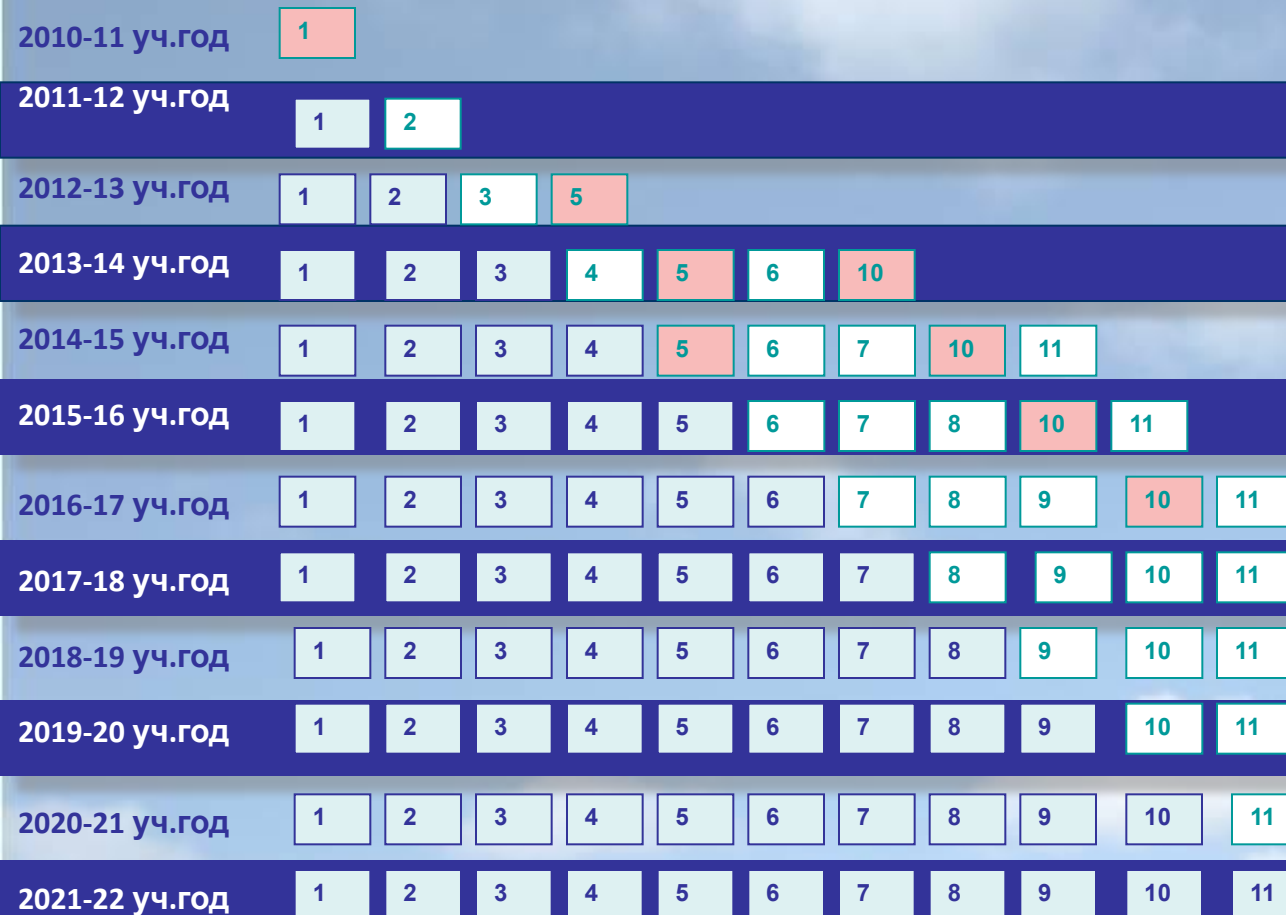 2010-11 уч.год 1
2011-12 уч.год 1 2
2012-13 уч.год 1 2 3 5
2013-14 уч.год 1 2 3 4 5 6 10
2014-15 уч.год 1 2 3 4 5 6 7 10 11
2015-16 уч.год 1 2 3 4 5 6 7 8 10 11
2016-17 уч.год 1 2 3 4 5 6 7 8 9 10 11
2017-18 уч.год 1 2 3 4 5 6 7 8 9 10 11
2018-19 уч.год 1 2 3 4 5 6 7 8 9 10 11
2019-20 уч.год 1 2 3 4 5 6 7 8 9 10 11
2020-21 уч.год 1 2 3 4 5 6 7 8 9 10 11
2021-22 уч.год 1 2 3 4 5 6 7 8 9 10 11